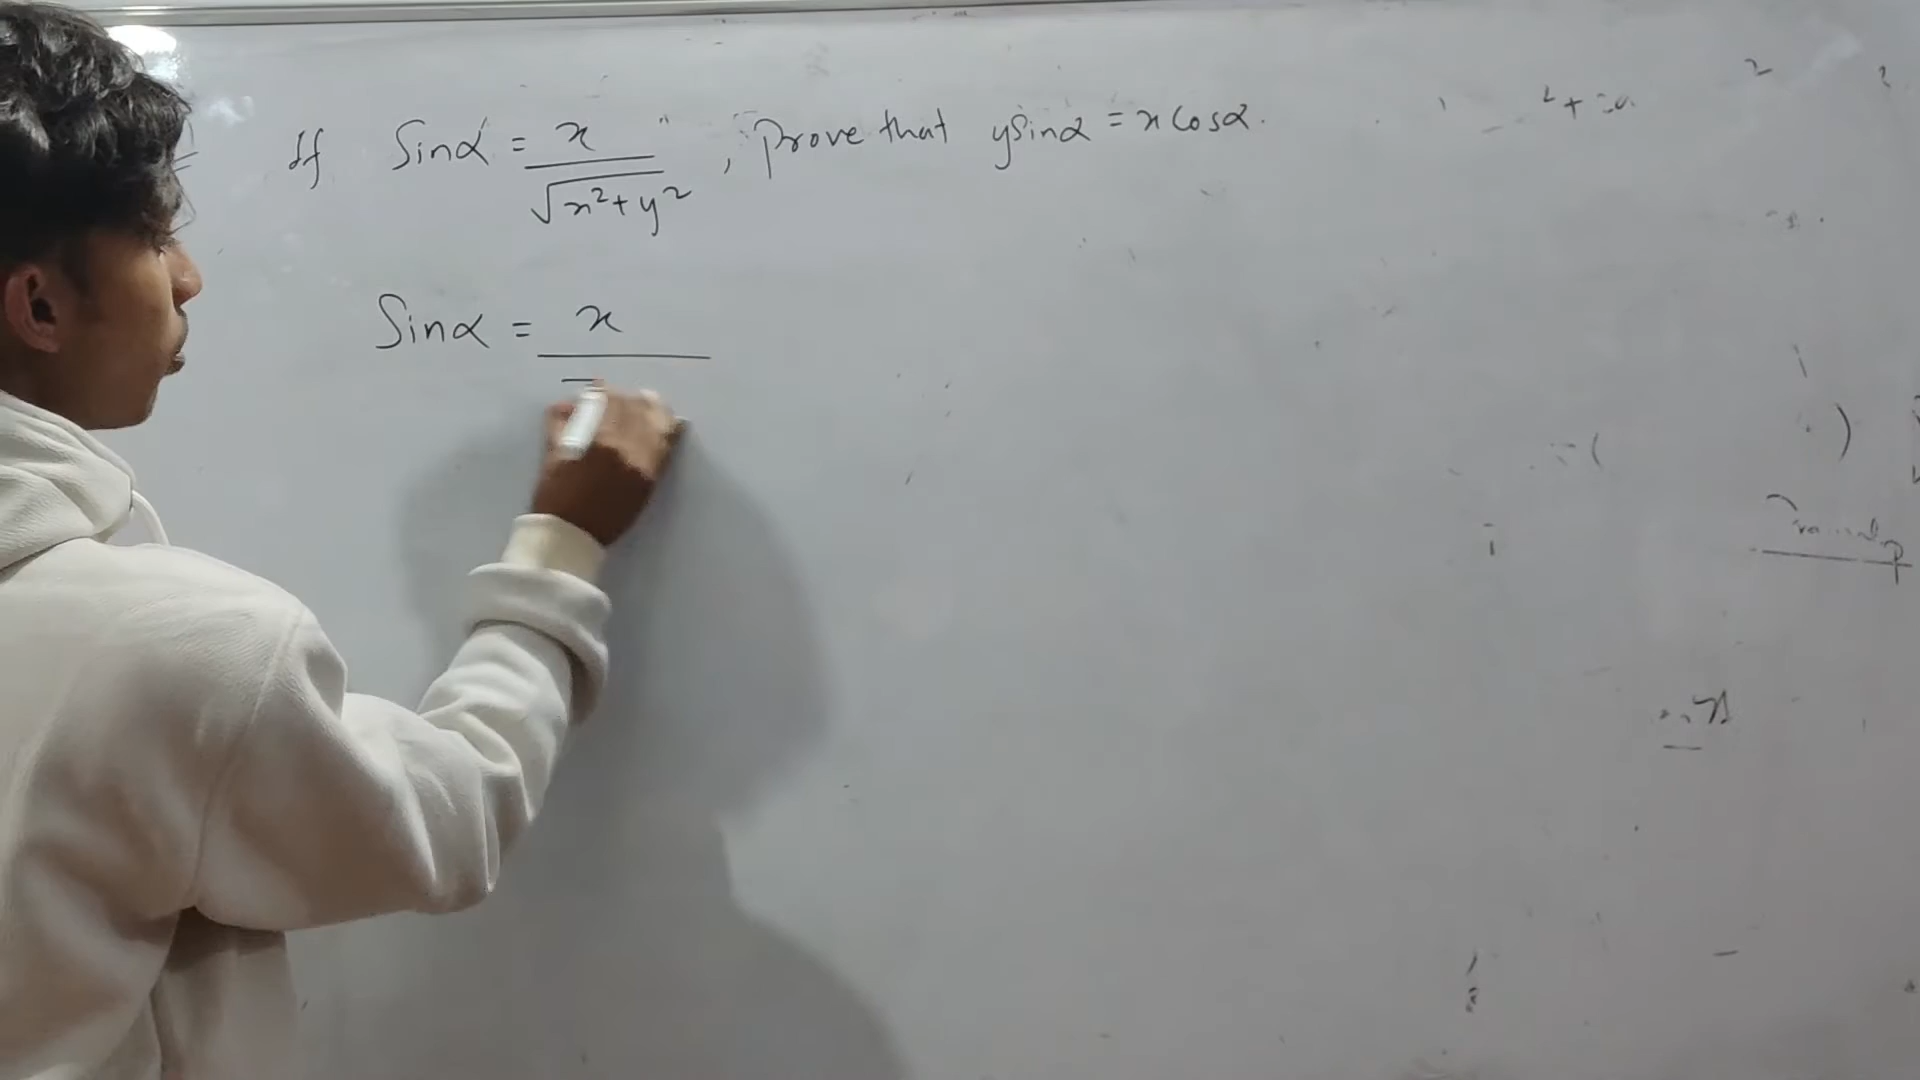 If Sinα = x/√x²+y² , Prove that ysinα = xcosα.
Sinα = x